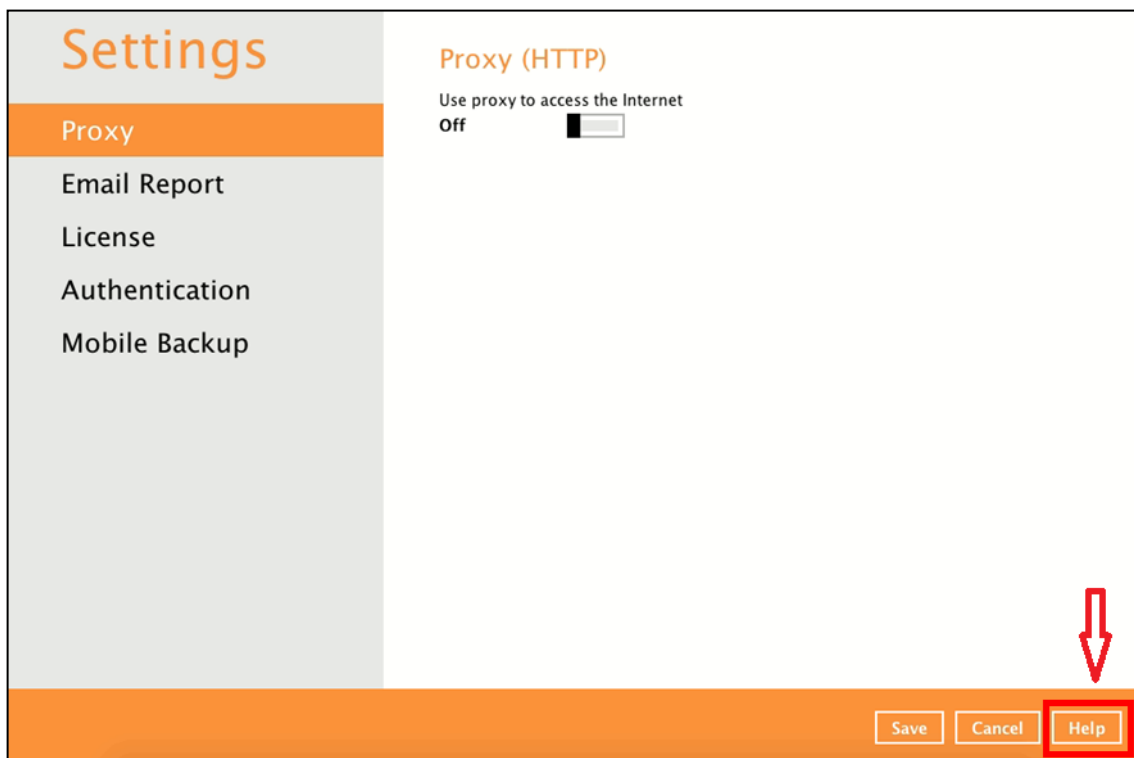 Settings
Proxy
Email Report
License
Authentication
Mobile Backup
Proxy (HTTP)
Use proxy to access the Internet
Off
Save
Cancel
Help